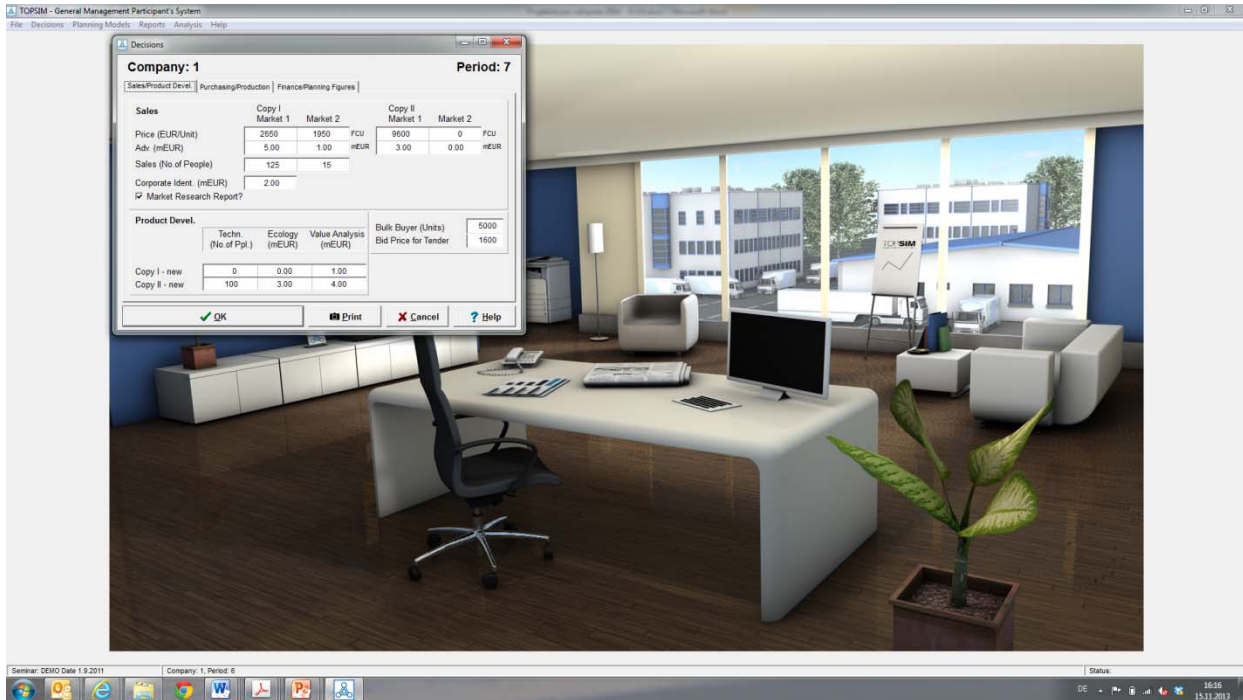 TOPSIM - General Management Participant's System
File Decisions Planning Models Reports Analysis Help
Decisions
Company: 1 Period: 7
Sales/Product Devel. Purchasing/Production Finance/Planning Figures
Sales Copy I Copy II
Market 1 Market 2 Market 1 Market 2
Price (EUR/Unit) 2650 1950 FCU 9600 0 FCU
Adv. (mEUR) 5.00 1.00 mEUR 3.00 0.00 mEUR
Sales (No.of People) 125 15
Corporate Ident. (mEUR) 2.00
Market Research Report?
Product Devel.
Techn. Ecology Value Analysis
(No.of Ppl.) (mEUR) (mEUR)
Bulk Buyer (Units) 5000
Bid Price for Tender 1600
Copy I - new 0 0.00 1.00
Copy II - new 100 3.00 4.00
OK Print Cancel Help
TOPSIM
Seminar: DEMO Date 1.9.2011 Company: 1, Period: 6 Status:
DE 16:16
15.11.2013